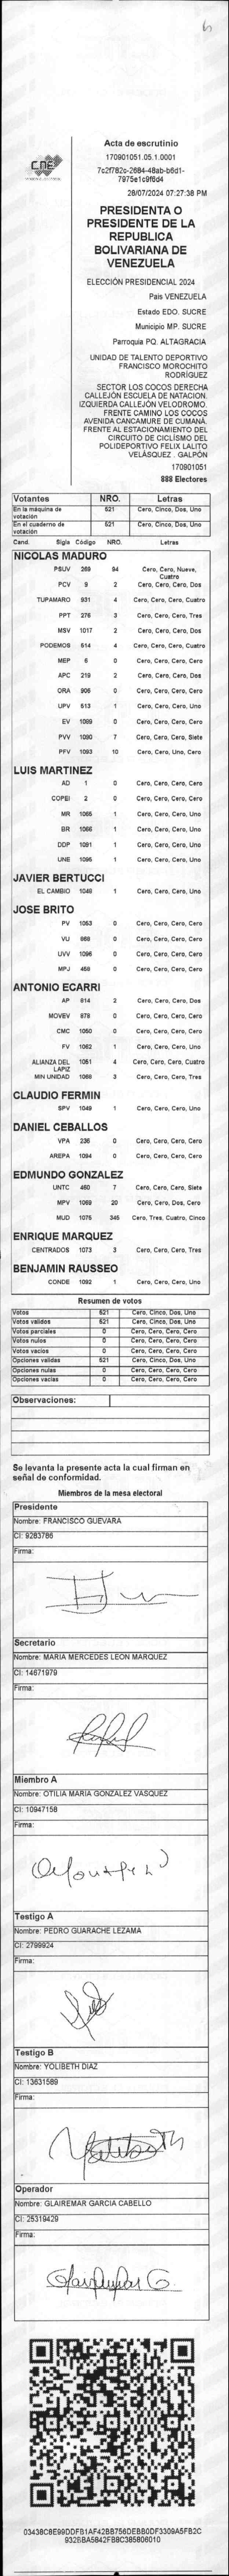 CNE
Acta de escrutinio
170901051.05.1.0001
7c2f782c-2684-48ab-b6d1-
7975e1c9f6d4
28/07/2024 07:27:38 PM
PRESIDENTA O
PRESIDENTE DE LA
REPUBLICA
BOLIVARIANA DE
VENEZUELA
ELECCIÓN PRESIDENCIAL 2024
Pais VENEZUELA
Estado EDO. SUCRE
Municipio MP. SUCRE
Parroquia PQ. ALTAGRACIA
UNIDAD DE TALENTO DEPORTIVO
FRANCISCO MOROCHITO
RODRÍGUEZ
SECTOR LOS COCOS DERECHA
CALLEJÓN ESCUELA DE NATACION.
IZQUIERDA CALLEJÓN VELODROMO.
FRENTE CAMINO LOS COCOS
AVENIDA CANCAMURE DE CUMANÁ.
FRENTE AL ESTACIONAMIENTO DEL
CIRCUITO DE CICLÍSMO DEL
POLIDEPORTIVO FELIX LALITO
VELÁSQUEZ . GALPÓN
170901051
888 Electores
Votantes NRO. Letras
En la máquina de votación 521 Cero, Cinco, Dos, Uno
En el cuaderno de votación 521 Cero, Cinco, Dos, Uno
Cand. Sigla Código NRO. Letras
NICOLAS MADURO
PSUV 269 94 Cero, Cero, Nueve, Cuatro
PCV 9 2 Cero, Cero, Cero, Dos
TUPAMARO 931 4 Cero, Cero, Cero, Cuatro
PPT 276 3 Cero, Cero, Cero, Tres
MSV 1017 2 Cero, Cero, Cero, Dos
PODEMOS 514 4 Cero, Cero, Cero, Cuatro
MEP 6 0 Cero, Cero, Cero, Cero
APC 219 2 Cero, Cero, Cero, Dos
ORA 906 0 Cero, Cero, Cero, Cero
UPV 513 1 Cero, Cero, Cero, Uno
EV 1089 0 Cero, Cero, Cero, Cero
PVV 1090 7 Cero, Cero, Cero, Siete
PFV 1093 10 Cero, Cero, Uno, Cero
LUIS MARTINEZ
AD 1 0 Cero, Cero, Cero, Cero
COPEI 2 0 Cero, Cero, Cero, Cero
MR 1065 1 Cero, Cero, Cero, Uno
BR 1066 1 Cero, Cero, Cero, Uno
DDP 1091 1 Cero, Cero, Cero, Uno
UNE 1095 1 Cero, Cero, Cero, Uno
JAVIER BERTUCCI
EL CAMBIO 1048 1 Cero, Cero, Cero, Uno
JOSE BRITO
PV 1053 0 Cero, Cero, Cero, Cero
VU 869 0 Cero, Cero, Cero, Cero
UVV 1096 0 Cero, Cero, Cero, Cero
MPJ 458 0 Cero, Cero, Cero, Cero
ANTONIO ECARRI
AP 814 2 Cero, Cero, Cero, Dos
MOVEV 878 0 Cero, Cero, Cero, Cero
CMC 1050 0 Cero, Cero, Cero, Cero
FV 1062 1 Cero, Cero, Cero, Uno
ALIANZA DEL LAPIZ 1051 4 Cero, Cero, Cero, Cuatro
MIN UNIDAD 1068 3 Cero, Cero, Cero, Tres
CLAUDIO FERMIN
SPV 1049 1 Cero, Cero, Cero, Uno
DANIEL CEBALLOS
VPA 236 0 Cero, Cero, Cero, Cero
AREPA 1094 0 Cero, Cero, Cero, Cero
EDMUNDO GONZALEZ
UNTC 460 7 Cero, Cero, Cero, Siete
MPV 1069 20 Cero, Cero, Dos, Cero
MUD 1075 345 Cero, Tres, Cuatro, Cinco
ENRIQUE MARQUEZ
CENTRADOS 1073 3 Cero, Cero, Cero, Tres
BENJAMIN RAUSSEO
CONDE 1092 1 Cero, Cero, Cero, Uno
Resumen de votos
Votos 521 Cero, Cinco, Dos, Uno
Votos validos 521 Cero, Cinco, Dos, Uno
Votos parciales 0 Cero, Cero, Cero, Cero
Votos nulos 0 Cero, Cero, Cero, Cero
Votos vacíos 0 Cero, Cero, Cero, Cero
Opciones validas 521 Cero, Cinco, Dos, Uno
Opciones nulas 0 Cero, Cero, Cero, Cero
Opciones vacías 0 Cero, Cero, Cero, Cero
Observaciones:
Se levanta la presente acta la cual firman en
señal de conformidad.
Miembros de la mesa electoral
Presidente
Nombre: FRANCISCO GUEVARA
CI: 9283786
Firma:
Secretario
Nombre: MARIA MERCEDES LEON MARQUEZ
CI: 14671979
Firma:
Miembro A
Nombre: OTILIA MARIA GONZALEZ VASQUEZ
CI: 10947158
Firma:
Testigo A
Nombre: PEDRO GUARACHE LEZAMA
CI: 2799924
Firma:
Testigo B
Nombre: YOLIBETH DIAZ
CI: 13631589
Firma:
Yolibeth
Operador
Nombre: GLAIREMAR GARCIA CABELLO
CI: 25319429
Firma:
03438C8E99DDFB1AF42BB756DEBB0DF3309A5FB2C
932BBA5842FB8C385806010